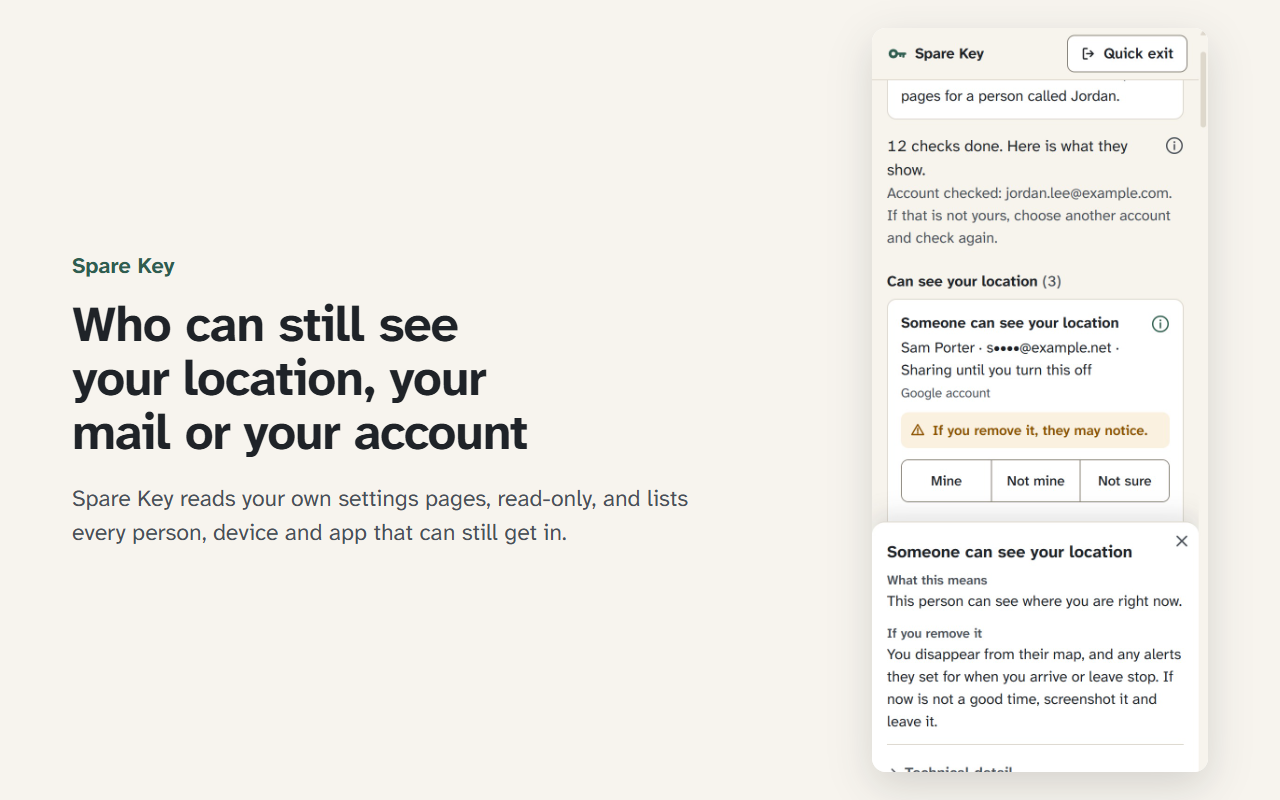 Spare Key
Who can still see
your location, your
mail or your account
Spare Key reads your own settings pages, read-only, and lists
every person, device and app that can still get in.
Spare Key
Quick exit
pages for a person called Jordan.
12 checks done. Here is what they
show.
Account checked: jordan.lee@example.com.
If that is not yours, choose another account
and check again.
Can see your location (3)
Someone can see your location
Sam Porter · s••••@example.net ·
Sharing until you turn this off
Google account
If you remove it, they may notice.
Mine
Not mine
Not sure
Someone can see your location
What this means
This person can see where you are right now.
If you remove it
You disappear from their map, and any alerts
they set for when you arrive or leave stop. If
now is not a good time, screenshot it and
leave it.
Technical detail